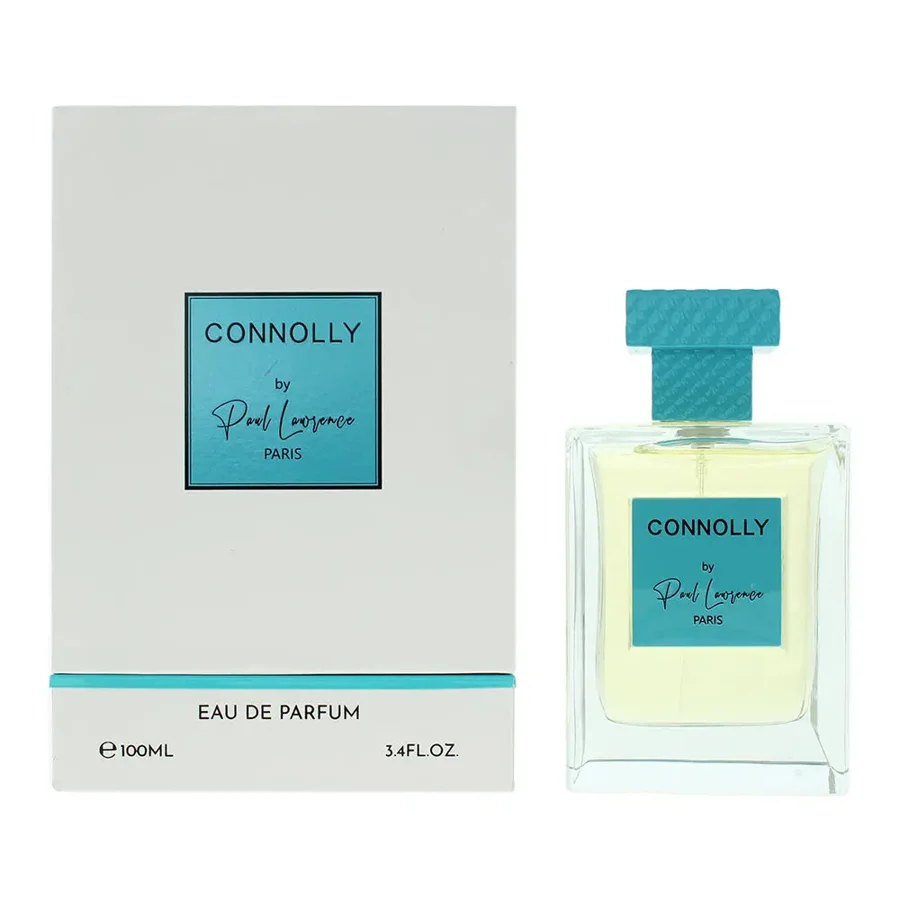 CONNOLLY
by
Paul Lawrence
PARIS
EAU DE PARFUM
℮100ML 3.4FL.OZ.
CONNOLLY
by
Paul Lawrence
PARIS